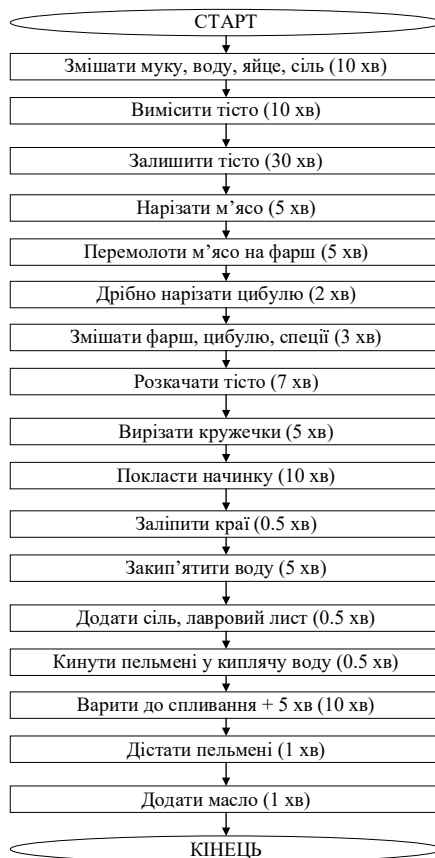 СТАРТ
Змішати муку, воду, яйце, сіль (10 хв)
Вимісити тісто (10 хв)
Залишити тісто (30 хв)
Нарізати м’ясо (5 хв)
Перемолоти м’ясо на фарш (5 хв)
Дрібно нарізати цибулю (2 хв)
Змішати фарш, цибулю, спеції (3 хв)
Розкачати тісто (7 хв)
Вирізати кружечки (5 хв)
Покласти начинку (10 хв)
Заліпити краї (0.5 хв)
Закип’ятити воду (5 хв)
Додати сіль, лавровий лист (0.5 хв)
Кинути пельмені у киплячу воду (0.5 хв)
Варити до спливання + 5 хв (10 хв)
Дістати пельмені (1 хв)
Додати масло (1 хв)
КІНЕЦЬ